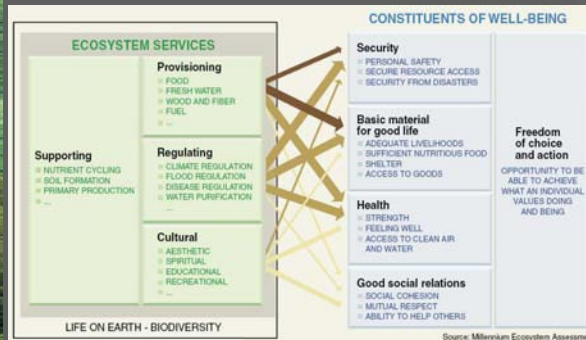 CONSTITUENTS OF WELL-BEING
ECOSYSTEM SERVICES
Supporting
NUTRIENT CYCLING
SOIL FORMATION
PRIMARY PRODUCTION
...
Provisioning
FOOD
FRESH WATER
WOOD AND FIBER
FUEL
...
Regulating
CLIMATE REGULATION
FLOOD REGULATION
DISEASE REGULATION
WATER PURIFICATION
...
Cultural
AESTHETIC
SPIRITUAL
EDUCATIONAL
RECREATIONAL
...
LIFE ON EARTH - BIODIVERSITY
Security
PERSONAL SAFETY
SECURE RESOURCE ACCESS
SECURITY FROM DISASTERS
Basic material
for good life
ADEQUATE LIVELIHOODS
SUFFICIENT NUTRITIOUS FOOD
SHELTER
ACCESS TO GOODS
Health
STRENGTH
FEELING WELL
ACCESS TO CLEAN AIR
AND WATER
Good social relations
SOCIAL COHESION
MUTUAL RESPECT
ABILITY TO HELP OTHERS
Freedom
of choice
and action
OPPORTUNITY TO BE
ABLE TO ACHIEVE
WHAT AN INDIVIDUAL
VALUES DOING
AND BEING
Source: Millennium Ecosystem Assessme